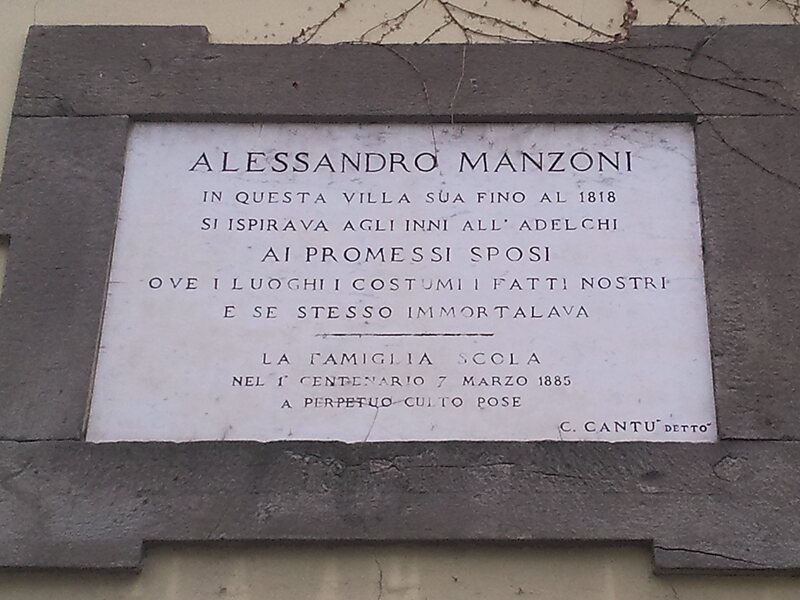 ALESSANDRO MANZONI
IN QUESTA VILLA SUA FINO AL 1818
SI ISPIRAVA AGLI INNI ALL' ADELCHI
AI PROMESSI SPOSI
OVE I LUOGHI I COSTUMI I FATTI NOSTRI
E SE STESSO IMMORTALAVA
LA FAMIGLIA SCOLA
NEL 1° CENTENARIO 7 MARZO 1885
A PERPETUO CULTO POSE
C. CANTU' DETTO'